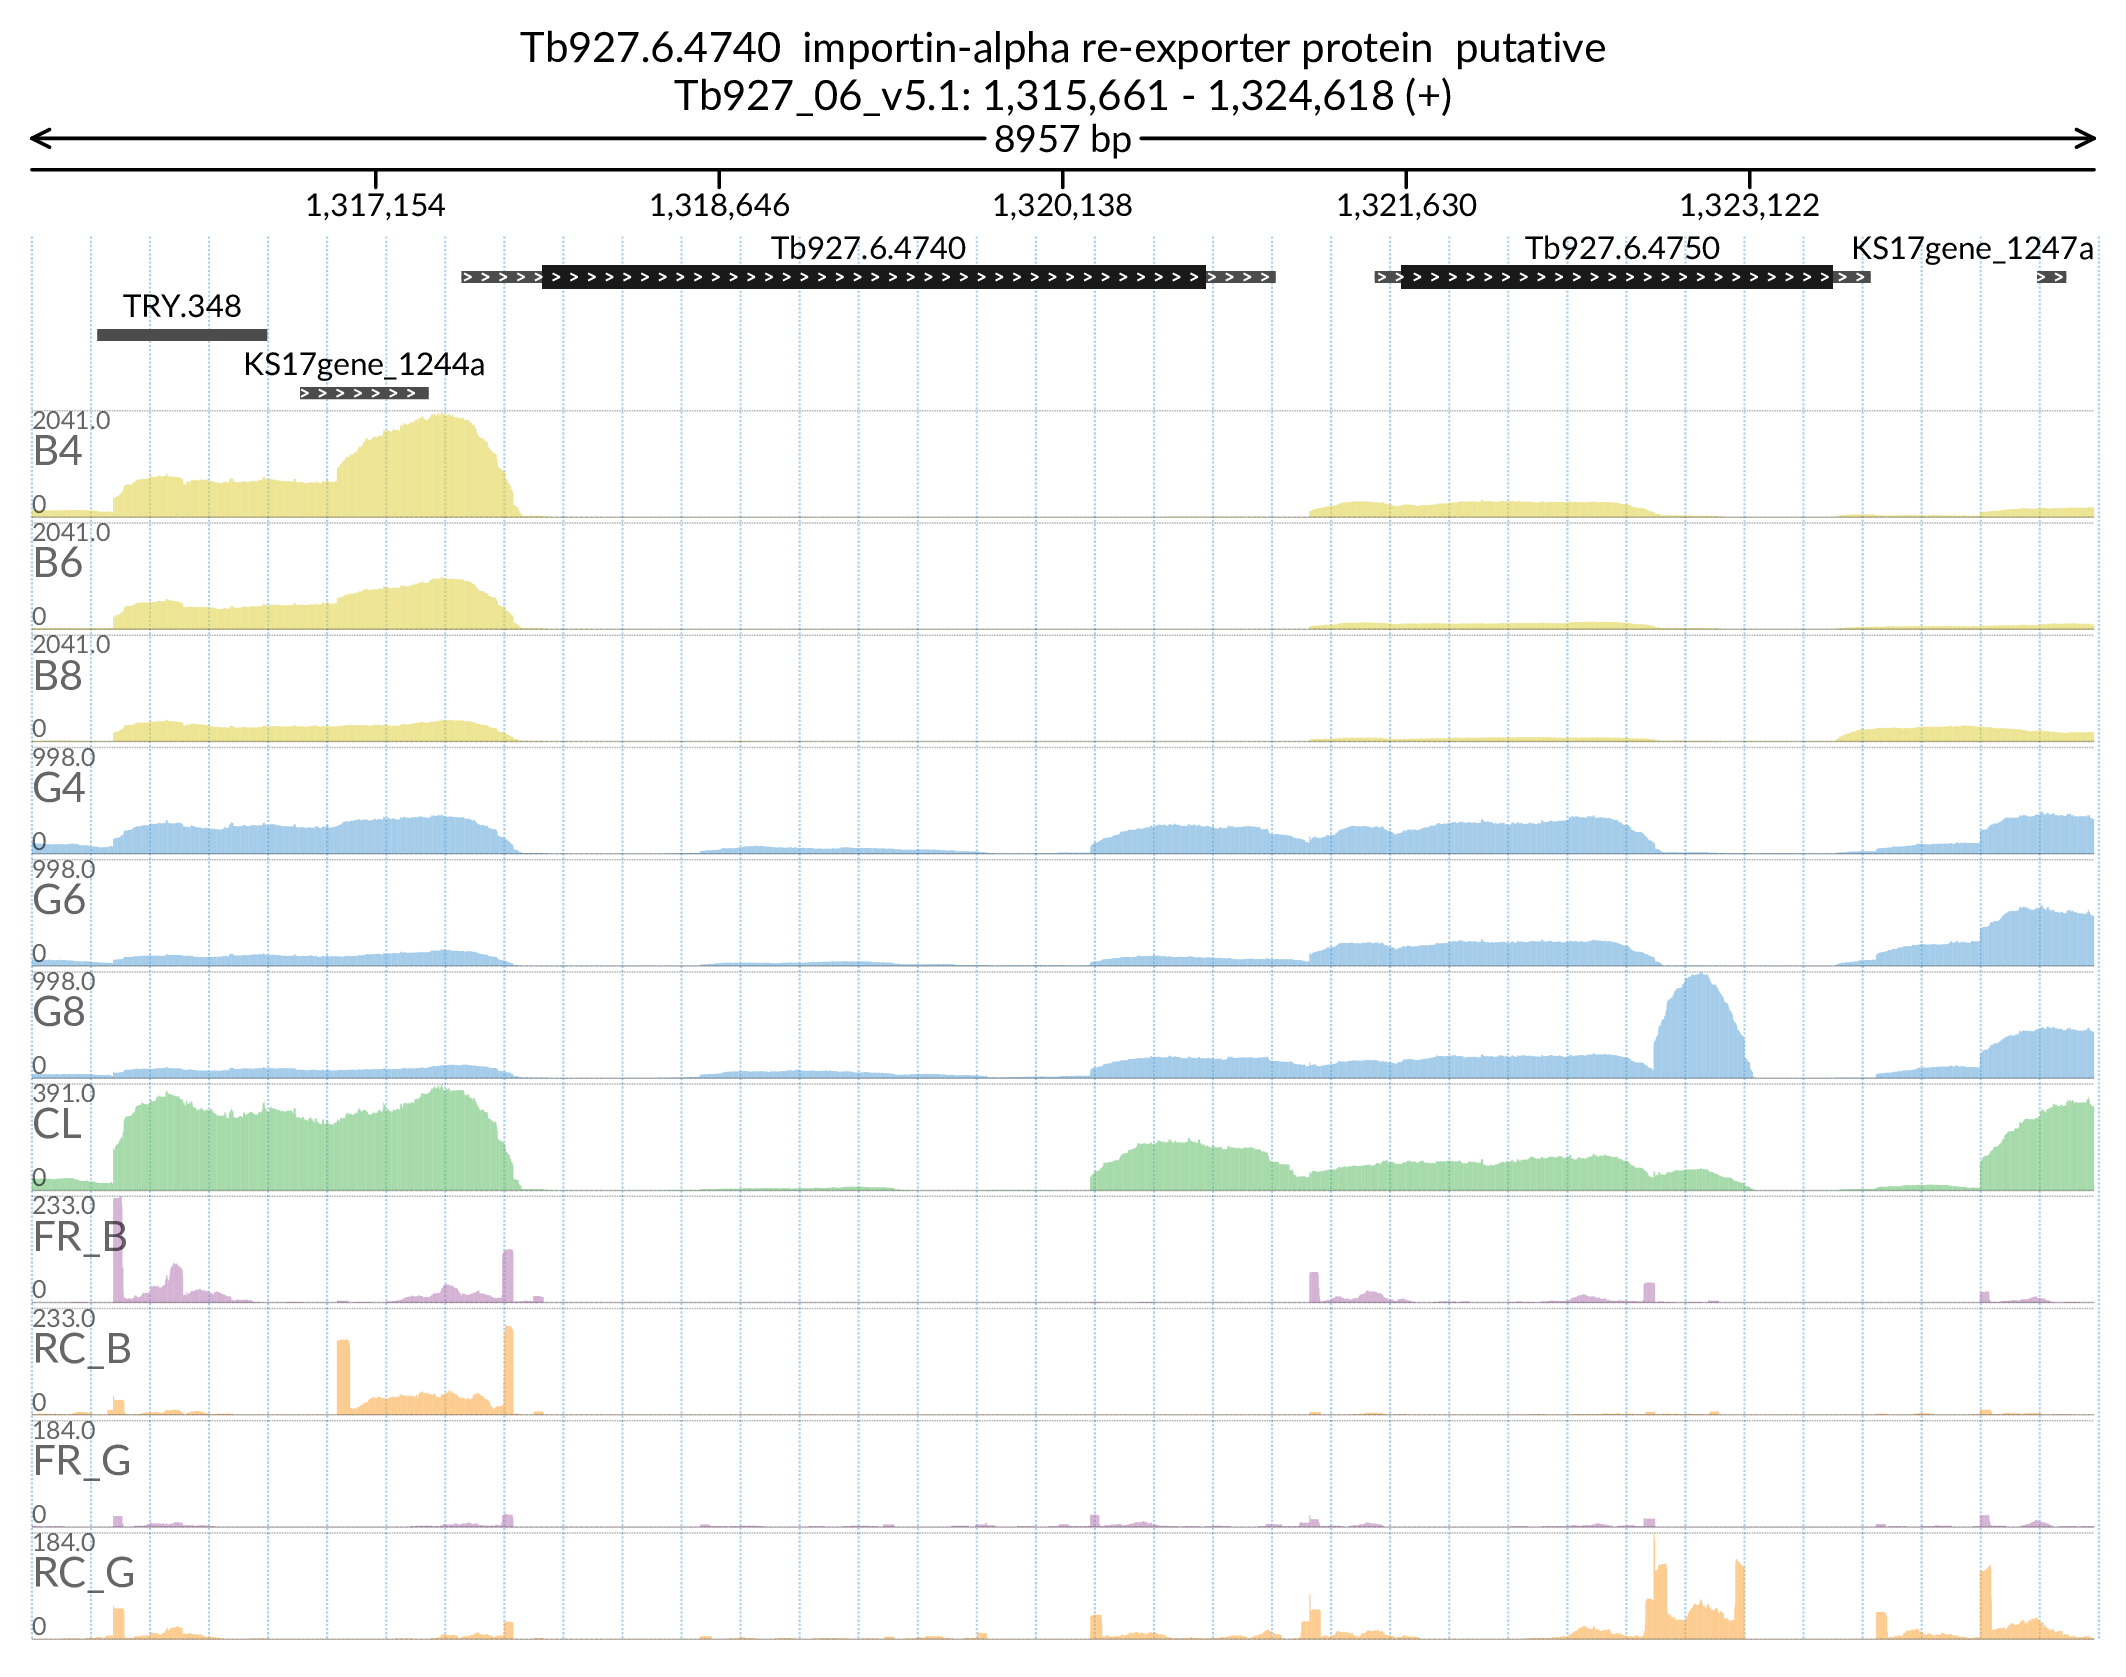 Tb927.6.4740  importin-alpha re-exporter protein  putative
Tb927_06_v5.1: 1,315,661 - 1,324,618 (+)
8957 bp
1,317,154 1,318,646 1,320,138 1,321,630 1,323,122
Tb927.6.4740 Tb927.6.4750 KS17gene_1247a
TRY.348
KS17gene_1244a
2041.0
B4
0
2041.0
B6
0
2041.0
B8
0
998.0
G4
0
998.0
G6
0
998.0
G8
0
391.0
CL
0
233.0
FR_B
0
233.0
RC_B
0
184.0
FR_G
0
184.0
RC_G
0